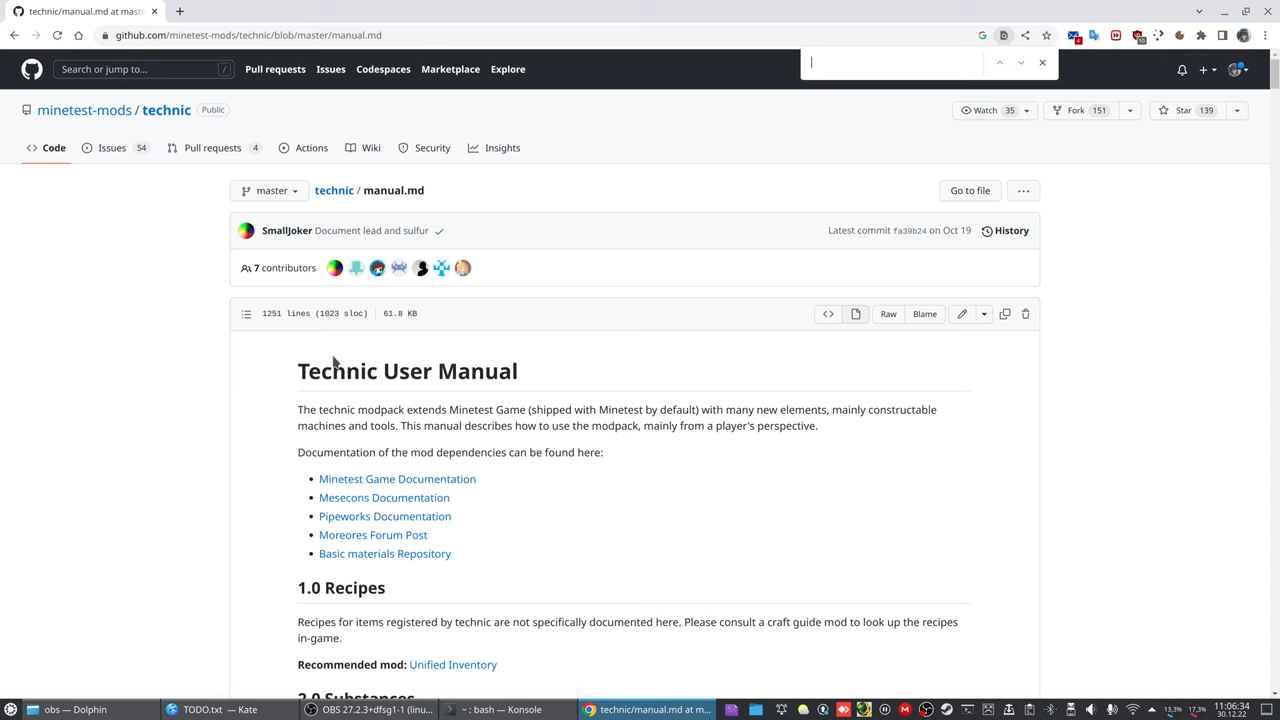 technic/manual.md at maste
github.com/minetest-mods/technic/blob/master/manual.md
Search or jump to...
/
Pull requests
Issues
Codespaces
Marketplace
Explore
minetest-mods / technic
Public
Watch 35
Fork 151
Star 139
Code
Issues 54
Pull requests 4
Actions
Wiki
Security
Insights
master
technic / manual.md
Go to file
...
SmallJoker Document lead and sulfur
Latest commit fa39b24 on Oct 19
History
7 contributors
1251 lines (1023 sloc)
61.8 KB
Raw
Blame
Technic User Manual
The technic modpack extends Minetest Game (shipped with Minetest by default) with many new elements, mainly constructable
machines and tools. This manual describes how to use the modpack, mainly from a player's perspective.
Documentation of the mod dependencies can be found here:
Minetest Game Documentation
Mesecons Documentation
Pipeworks Documentation
Moreores Forum Post
Basic materials Repository
1.0 Recipes
Recipes for items registered by technic are not specifically documented here. Please consult a craft guide mod to look up the recipes
in-game.
Recommended mod: Unified Inventory
2.0 Substances
obs — Dolphin
TODO.txt — Kate
OBS 27.2.3+dfsg1-1 (linu...
~ : bash — Konsole
technic/manual.md at m...
13,3%
17,3%
11:06:34
30.12.22